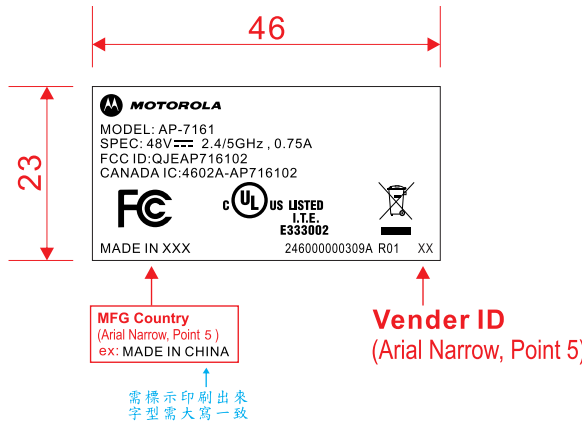 46
23
MOTOROLA
MODEL: AP-7161
SPEC: 48V 2.4/5GHz , 0.75A
FCC ID:QJEAP716102
CANADA IC:4602A-AP716102
FC
C UL US LISTED
I.T.E.
E333002
MADE IN XXX 246000000309A R01 XX
MFG Country
(Arial Narrow, Point 5 )
ex: MADE IN CHINA
Vender ID
(Arial Narrow, Point 5)
需標示印刷出來
字型需大寫一致